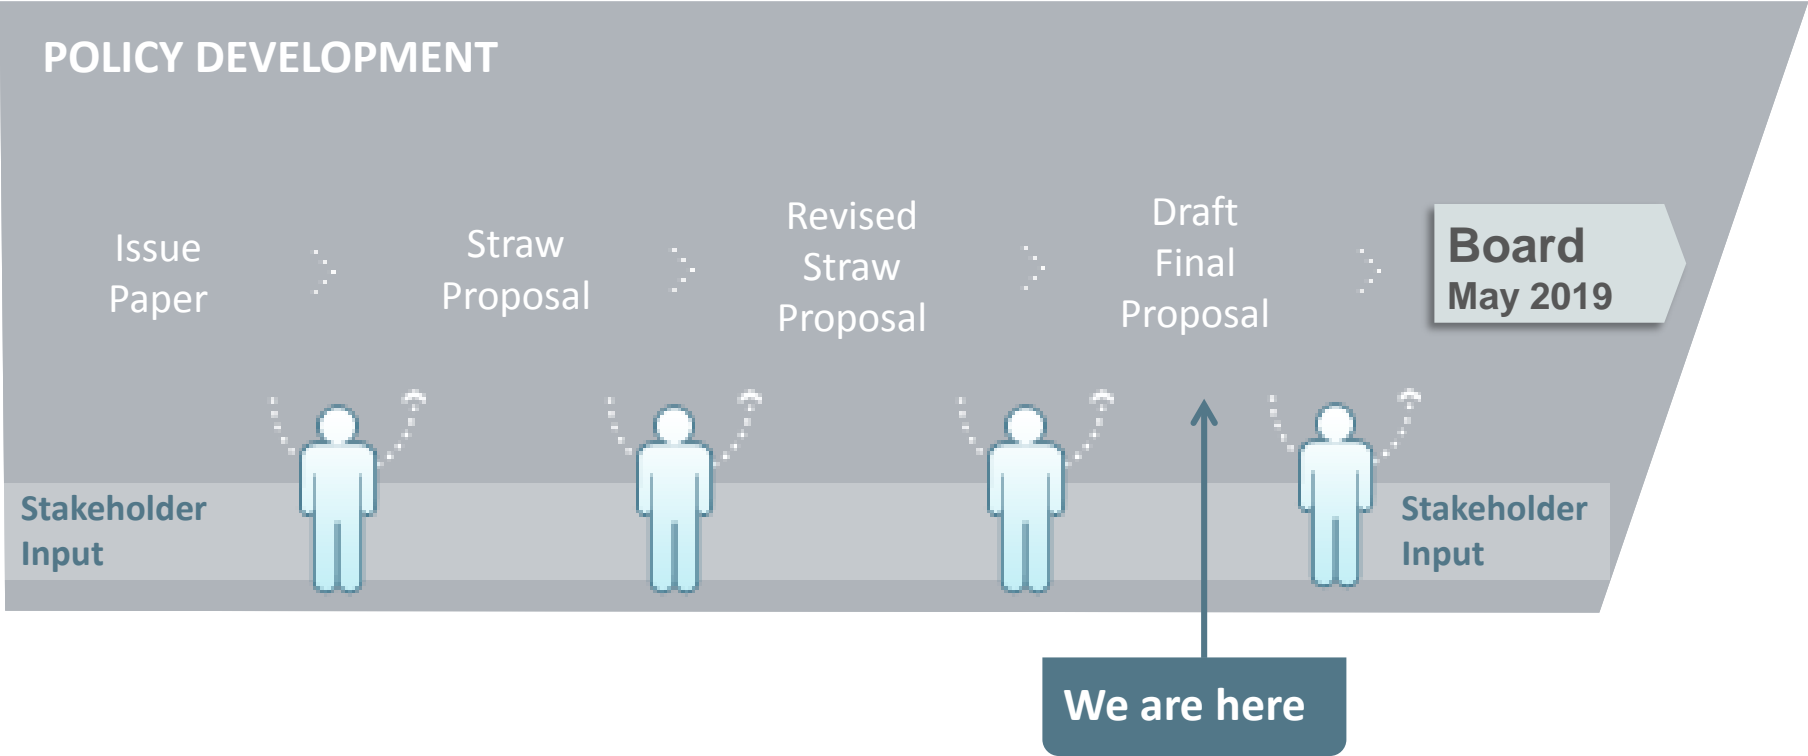 POLICY DEVELOPMENT
Issue
Paper
Straw
Proposal
Revised
Straw
Proposal
Draft
Final
Proposal
Board
May 2019
Stakeholder
Input
Stakeholder
Input
We are here